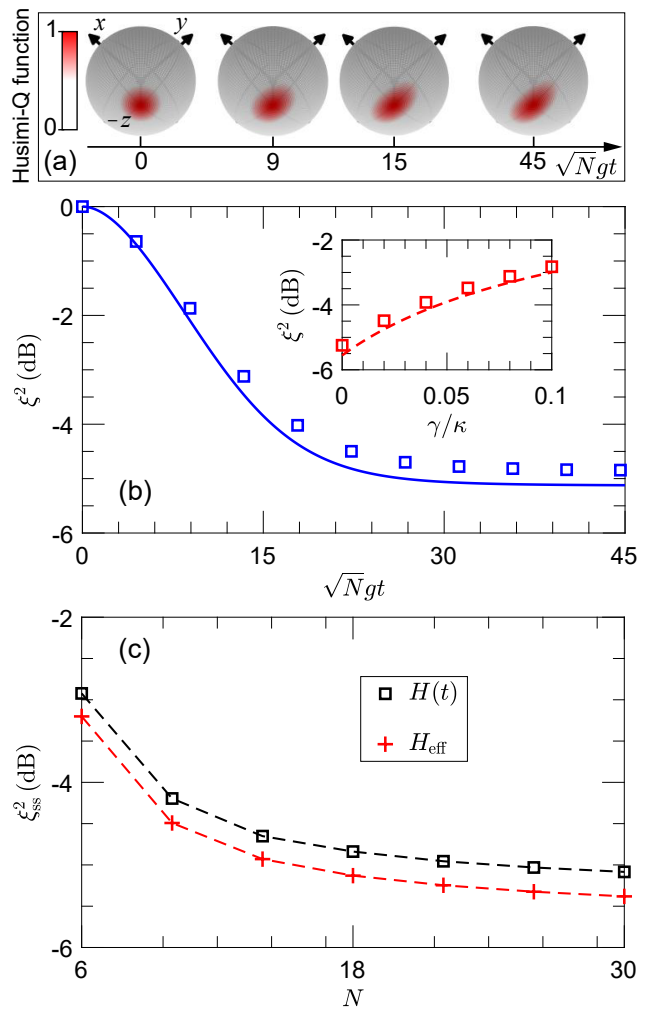 Husimi-Q function
1
0
x y
−z
(a)
0 9 15 45 √Ngt
0
-2
-4
-6
ξ² (dB)
(b)
0 15 30 45
√Ngt
-2
-4
-6
ξ² (dB)
0 0.05 0.1
γ/κ
-2
-4
-6
ξ²ₛₛ (dB)
(c)
H(t)
H_eff
6 18 30
N